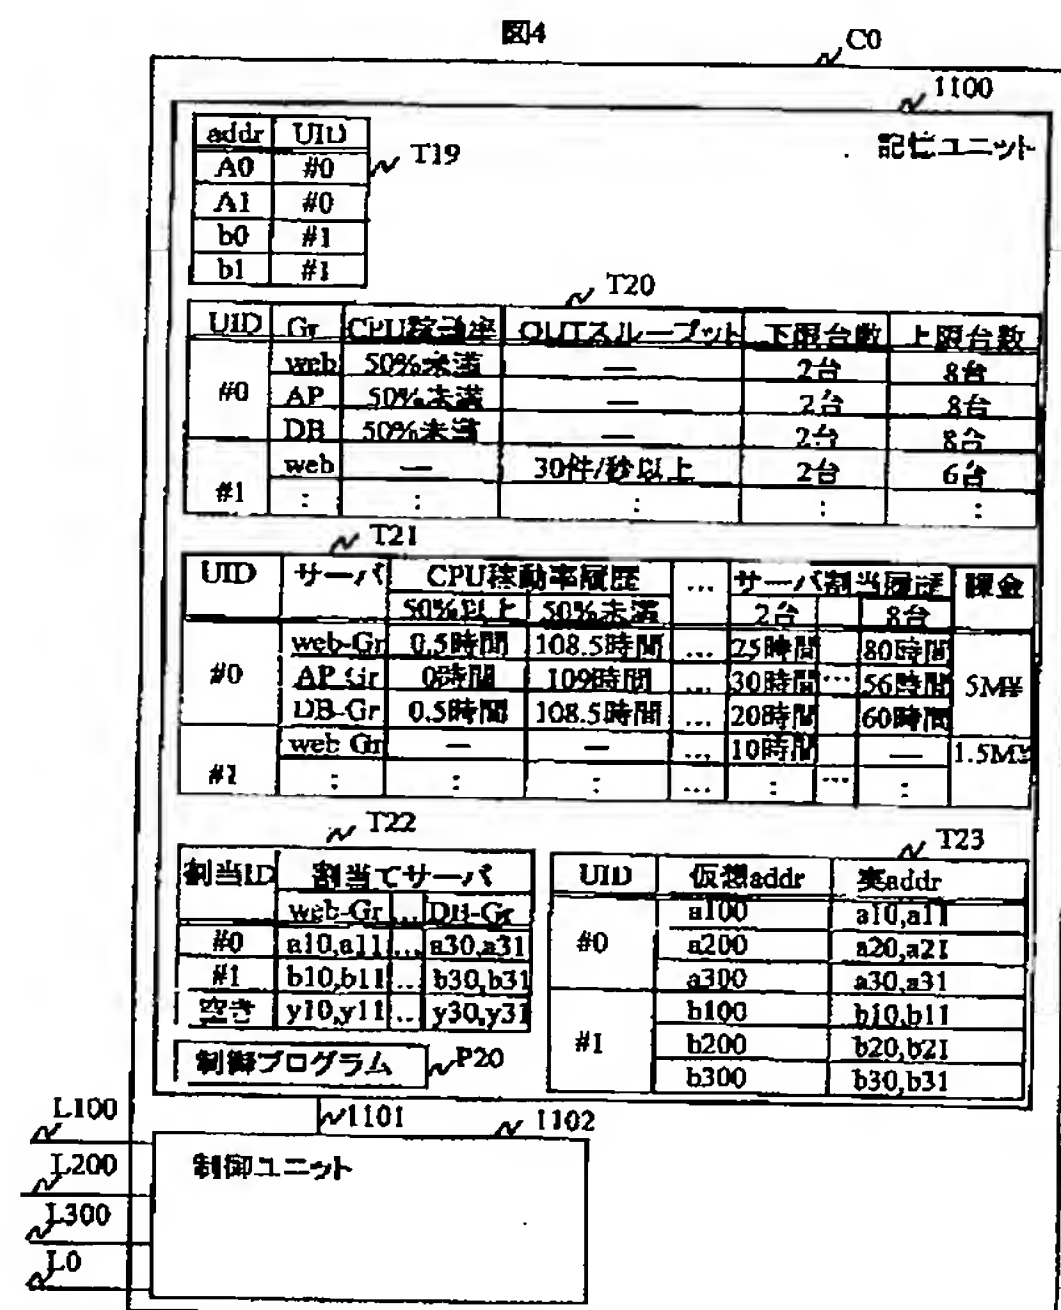 図4
C0
1100
記憶ユニット
T19
addr UID
A0 #0
A1 #0
b0 #1
b1 #1
T20
UID Gr CPU稼動率 OUTスループット 下限台数 上限台数
#0
web 50%未満 — 2台 8台
AP 50%未満 — 2台 8台
DB 50%未満 — 2台 8台
#1
web — 30件/秒以上 2台 6台
: : : : :
T21
UID サーバ CPU稼動率履歴 ... サーバ割当履歴 課金
50%以上 50%未満 2台 8台
#0
web-Gr 0.5時間 108.5時間 ... 25時間 80時間
AP Gr 0時間 109時間 ... 30時間 ... 56時間 5M¥
DB-Gr 0.5時間 108.5時間 ... 20時間 60時間
#1
web Gr — — ... 10時間 — 1.5M¥
: : : ... : ... :
T22
割当ID 割当てサーバ
web-Gr ... DB-Gr
#0 a10,a11 ... a30,a31
#1 b10,b11 ... b30,b31
空き y10,y11 ... y30,y31
制御プログラム P20
T23
UID 仮想addr 実addr
#0
a100 a10,a11
a200 a20,a21
a300 a30,a31
#1
b100 b10,b11
b200 b20,b21
b300 b30,b31
1101
1102
制御ユニット
L100
L200
L300
L0